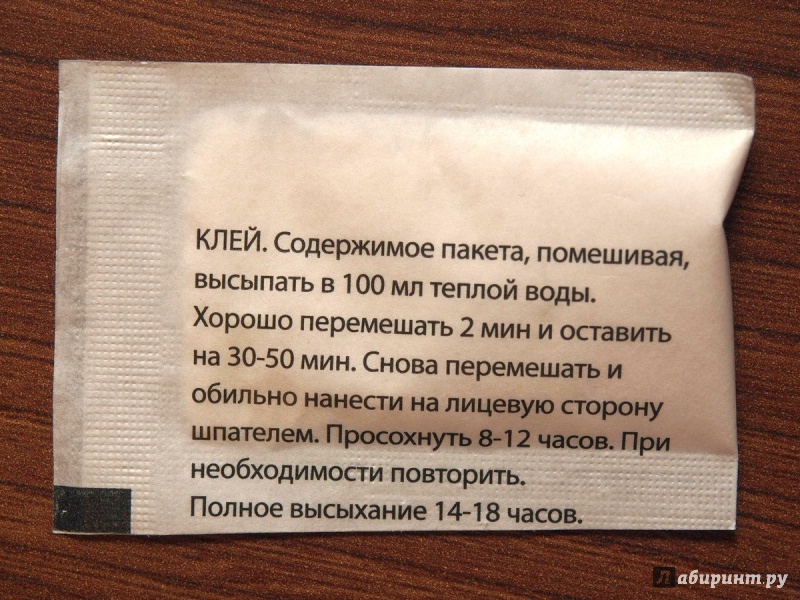 КЛЕЙ. Содержимое пакета, помешивая,
высыпать в 100 мл теплой воды.
Хорошо перемешать 2 мин и оставить
на 30-50 мин. Снова перемешать и
обильно нанести на лицевую сторону
шпателем. Просохнуть 8-12 часов. При
необходимости повторить.
Полное высыхание 14-18 часов.
Лабиринт.ру